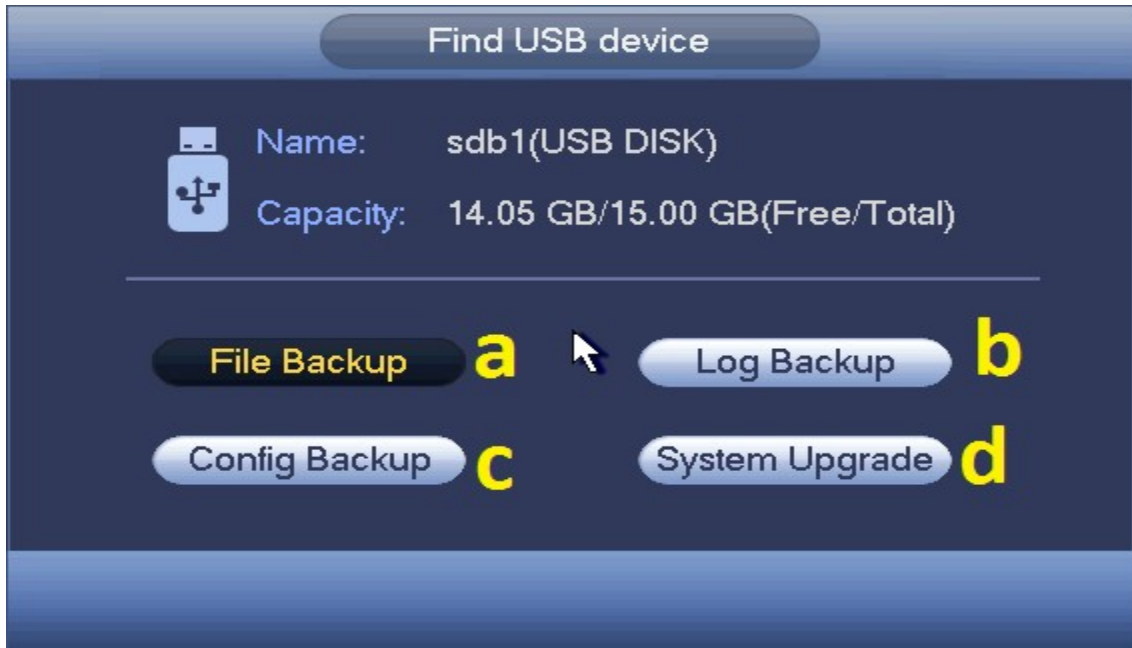 Find USB device
Name: sdb1(USB DISK)
Capacity: 14.05 GB/15.00 GB(Free/Total)
File Backup a Log Backup b
Config Backup c System Upgrade d